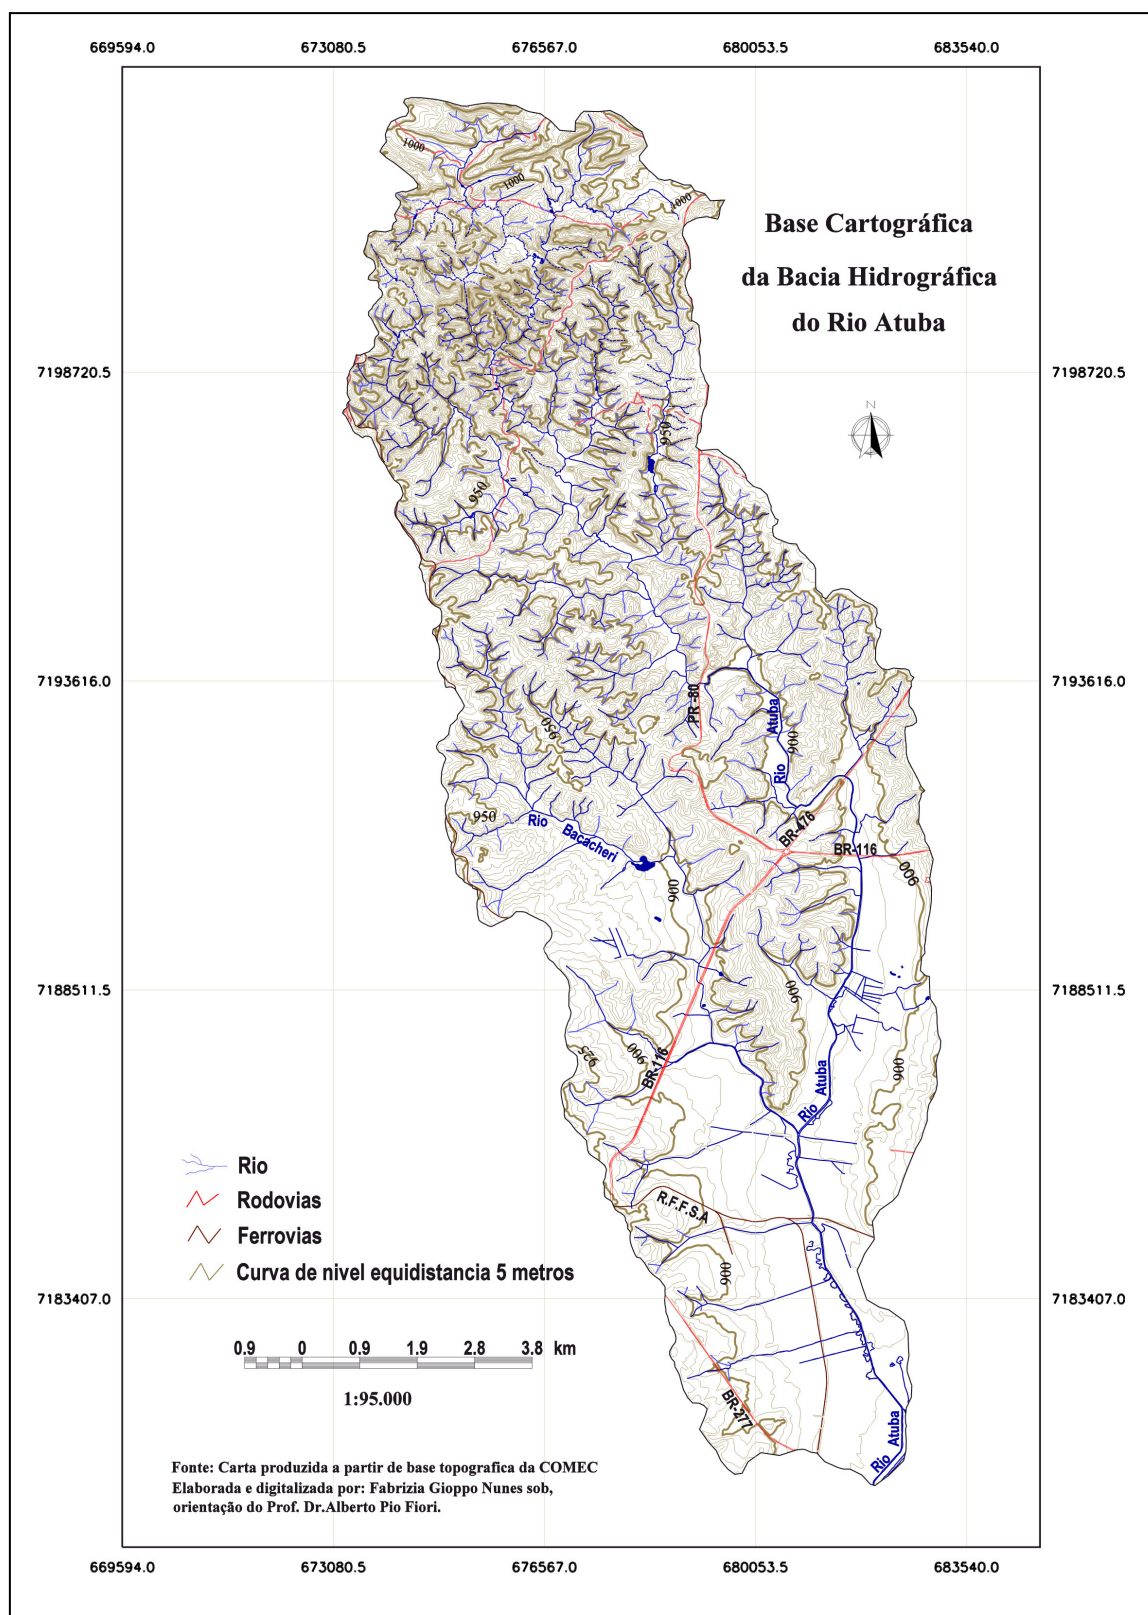 669594.0 673080.5 676567.0 680053.5 683540.0
1000
1000
1000
Base Cartográfica
da Bacia Hidrográfica
do Rio Atuba
7198720.5 7198720.5
N
950
950
7193616.0 7193616.0
PR -80
Rio Atuba
900
950
950
Rio Bacacheri
BR-476
BR-116
900
900
900
7188511.5 7188511.5
925
900
BR-116
900
Rio Atuba
Rio
Rodovias
Ferrovias
Curva de nivel equidistancia 5 metros
R.F.F.S.A
900
7183407.0 7183407.0
0.9 0 0.9 1.9 2.8 3.8 km
1:95.000
BR-277
Rio Atuba
Fonte: Carta produzida a partir de base topografica da COMEC
Elaborada e digitalizada por: Fabrizia Gioppo Nunes sob,
orientação do Prof. Dr.Alberto Pio Fiori.
669594.0 673080.5 676567.0 680053.5 683540.0